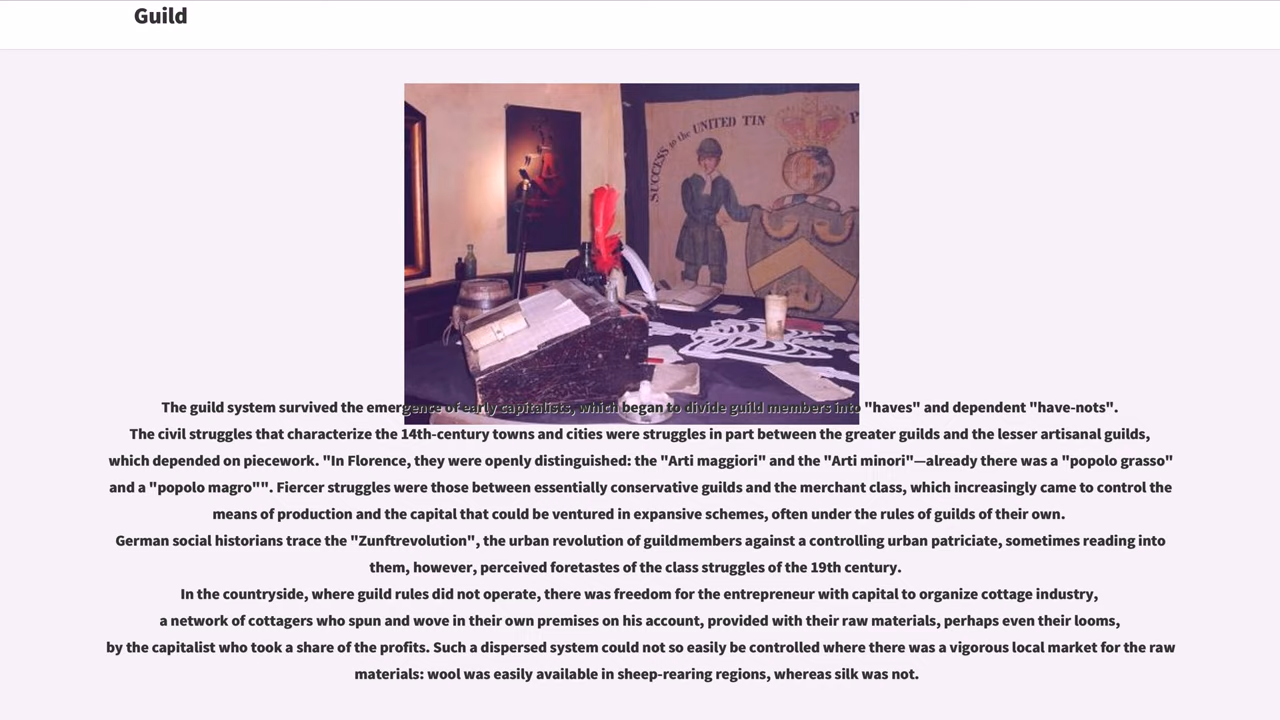 Guild
SUCCESS to the UNITED TIN P
The guild system survived the emergence of early capitalists, which began to divide guild members into "haves" and dependent "have-nots".
The civil struggles that characterize the 14th-century towns and cities were struggles in part between the greater guilds and the lesser artisanal guilds,
which depended on piecework. "In Florence, they were openly distinguished: the "Arti maggiori" and the "Arti minori"—already there was a "popolo grasso"
and a "popolo magro"". Fiercer struggles were those between essentially conservative guilds and the merchant class, which increasingly came to control the
means of production and the capital that could be ventured in expansive schemes, often under the rules of guilds of their own.
German social historians trace the "Zunftrevolution", the urban revolution of guildmembers against a controlling urban patriciate, sometimes reading into
them, however, perceived foretastes of the class struggles of the 19th century.
In the countryside, where guild rules did not operate, there was freedom for the entrepreneur with capital to organize cottage industry,
a network of cottagers who spun and wove in their own premises on his account, provided with their raw materials, perhaps even their looms,
by the capitalist who took a share of the profits. Such a dispersed system could not so easily be controlled where there was a vigorous local market for the raw
materials: wool was easily available in sheep-rearing regions, whereas silk was not.